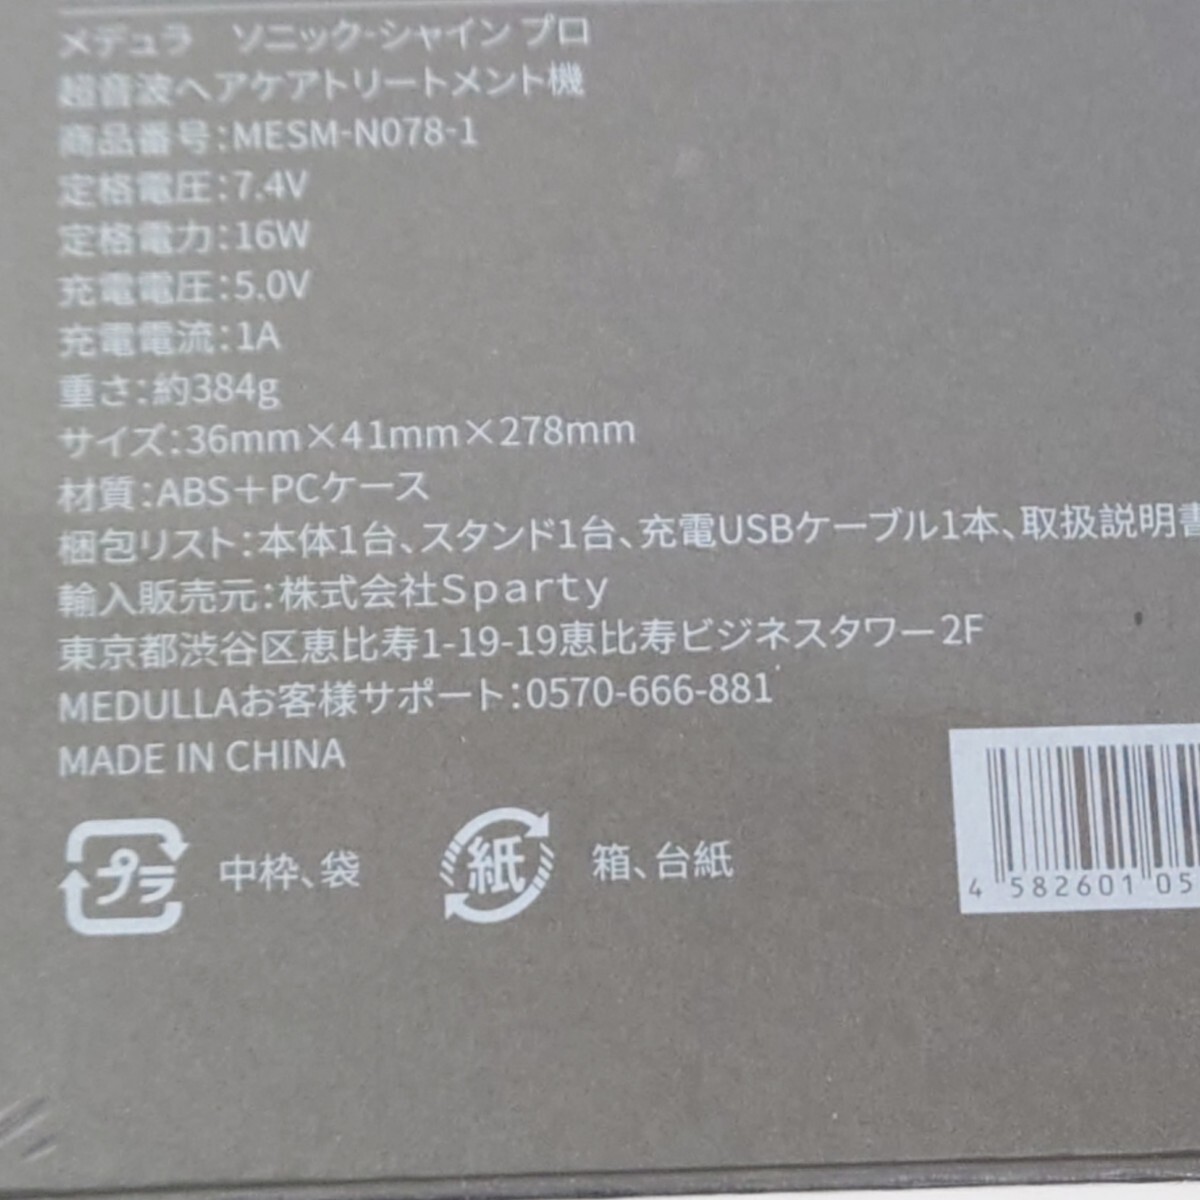 メデュラ ソニック-シャイン プロ
超音波ヘアケアトリートメント機
商品番号:MESM-N078-1
定格電圧:7.4V
定格電力:16W
充電電圧:5.0V
充電電流:1A
重さ:約384g
サイズ:36mm×41mm×278mm
材質:ABS+PCケース
梱包リスト:本体1台、スタンド1台、充電USBケーブル1本、取扱説明書
輸入販売元:株式会社Sparty
東京都渋谷区恵比寿1-19-19恵比寿ビジネスタワー2F
MEDULLAお客様サポート:0570-666-881
MADE IN CHINA
プラ 中枠、袋 紙 箱、台紙
4 582601 05